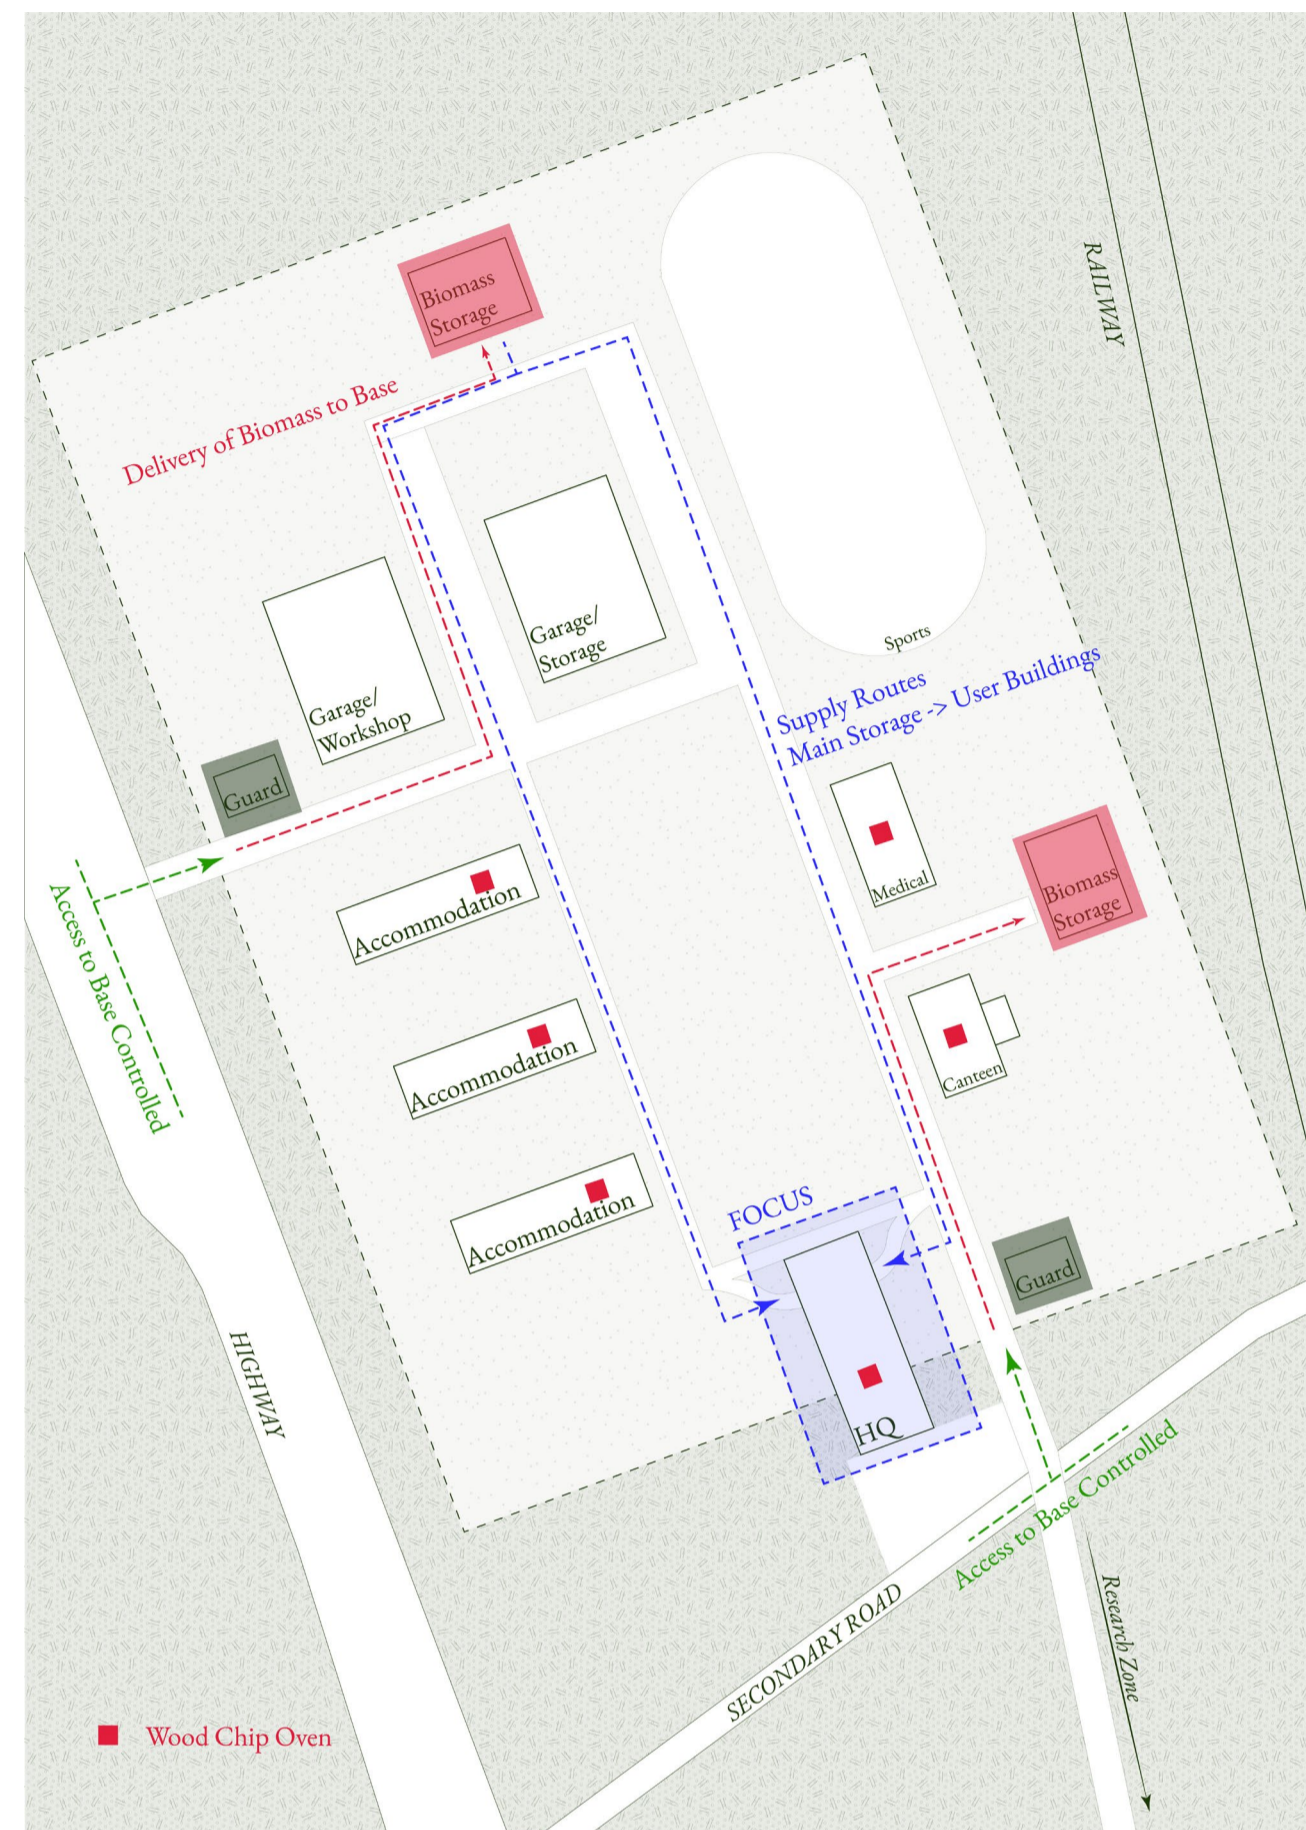 RAILWAY
Biomass
Storage
Delivery of Biomass to Base
Garage/
Storage
Sports
Supply Routes
Main Storage -> User Buildings
Garage/
Workshop
Guard
Medical
Biomass
Storage
Accommodation
Access to Base Controlled
Accommodation
Canteen
Accommodation
FOCUS
Guard
HIGHWAY
HQ
Access to Base Controlled
SECONDARY ROAD
Research Zone
Wood Chip Oven